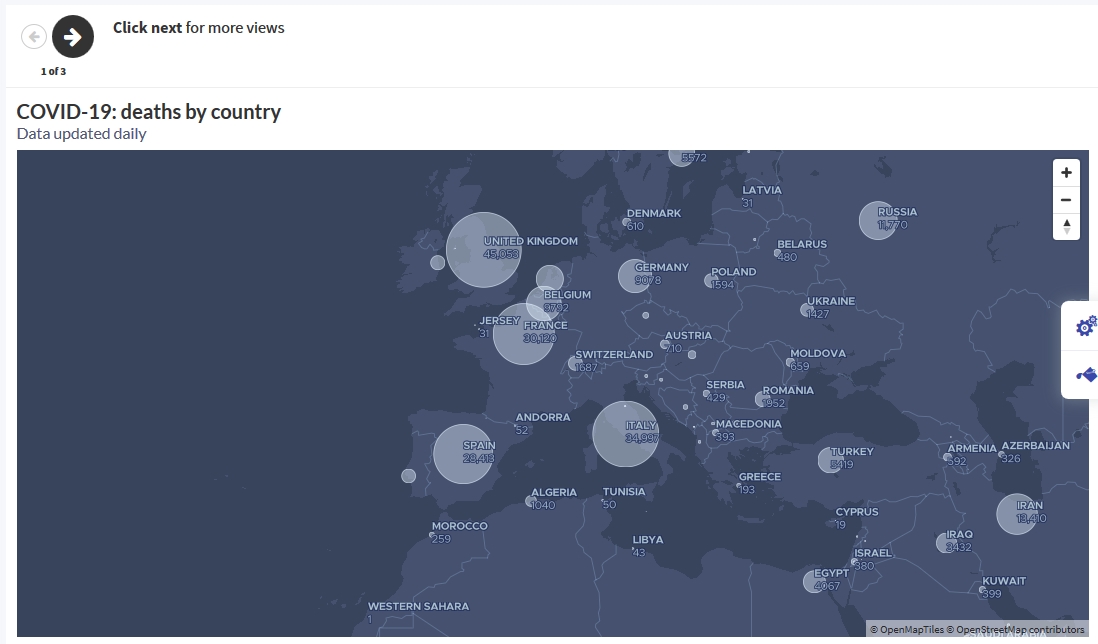 Click next for more views
1 of 3
COVID-19: deaths by country
Data updated daily
5572
LATVIA
31
DENMARK
610
RUSSIA
11,770
UNITED KINGDOM
45,053
BELARUS
480
GERMANY
9078
POLAND
1594
BELGIUM
9792
UKRAINE
1427
JERSEY
31
FRANCE
30,120
AUSTRIA
710
SWITZERLAND
1687
MOLDOVA
659
SERBIA
429
ROMANIA
1952
ANDORRA
52
ITALY
34,997
MACEDONIA
393
SPAIN
28,413
TURKEY
5419
ARMENIA
592
AZERBAIJAN
326
GREECE
193
ALGERIA
1040
TUNISIA
50
IRAN
13,410
CYPRUS
19
MOROCCO
259
IRAQ
3432
LIBYA
43
ISRAEL
380
EGYPT
4067
KUWAIT
399
WESTERN SAHARA
1
© OpenMapTiles © OpenStreetMap contributors